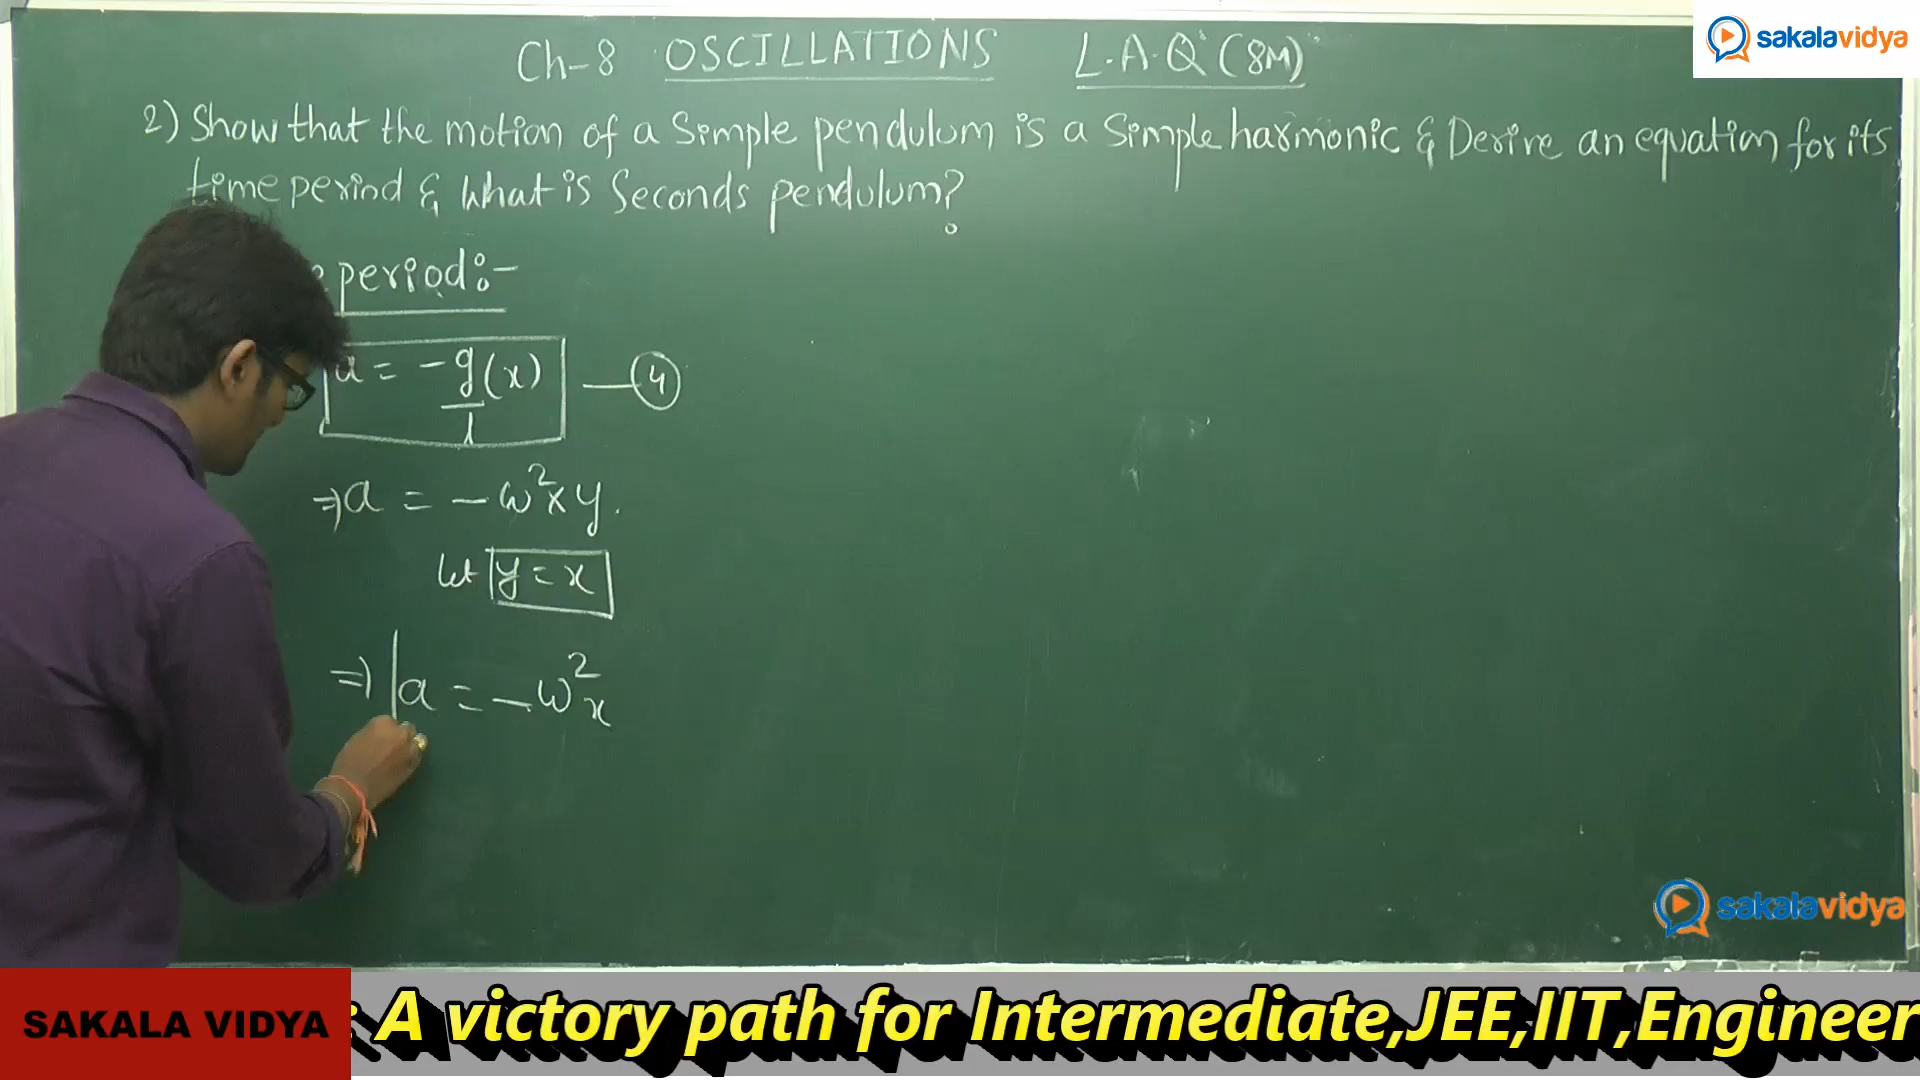 sakalavidya
Ch-8 OSCILLATIONS L.A.Q (8M)
2) Show that the motion of a Simple pendulum is a Simple harmonic & Derive an equation for its
time period & What is Seconds pendulum?
period:-
a = -g/l (x) —(4)
⇒ a = -ω²xy.
let y = x
⇒ a = -ω²x
sakalavidya
SAKALA VIDYA : A victory path for Intermediate,JEE,IIT,Engineer